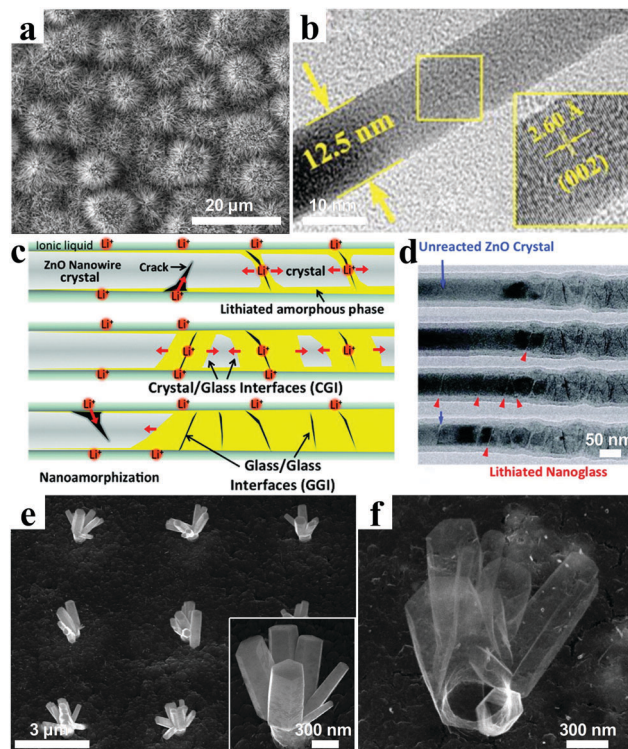 a
20 µm
b
12.5 nm
10 nm
2.60 Å
(002)
c
Ionic liquid
Li⁺
Li⁺
Li⁺
ZnO Nanowire
crystal
Crack
Li⁺
crystal
Li⁺
Li⁺
Li⁺
Lithiated amorphous phase
Li⁺
Li⁺
Li⁺
Li⁺
Crystal/Glass Interfaces (CGI)
Li⁺
Li⁺
Li⁺
Li⁺
Li⁺
Nanoamorphization
Glass/Glass
Interfaces (GGI)
d
Unreacted ZnO Crystal
50 nm
Lithiated Nanoglass
e
3 µm
300 nm
f
300 nm